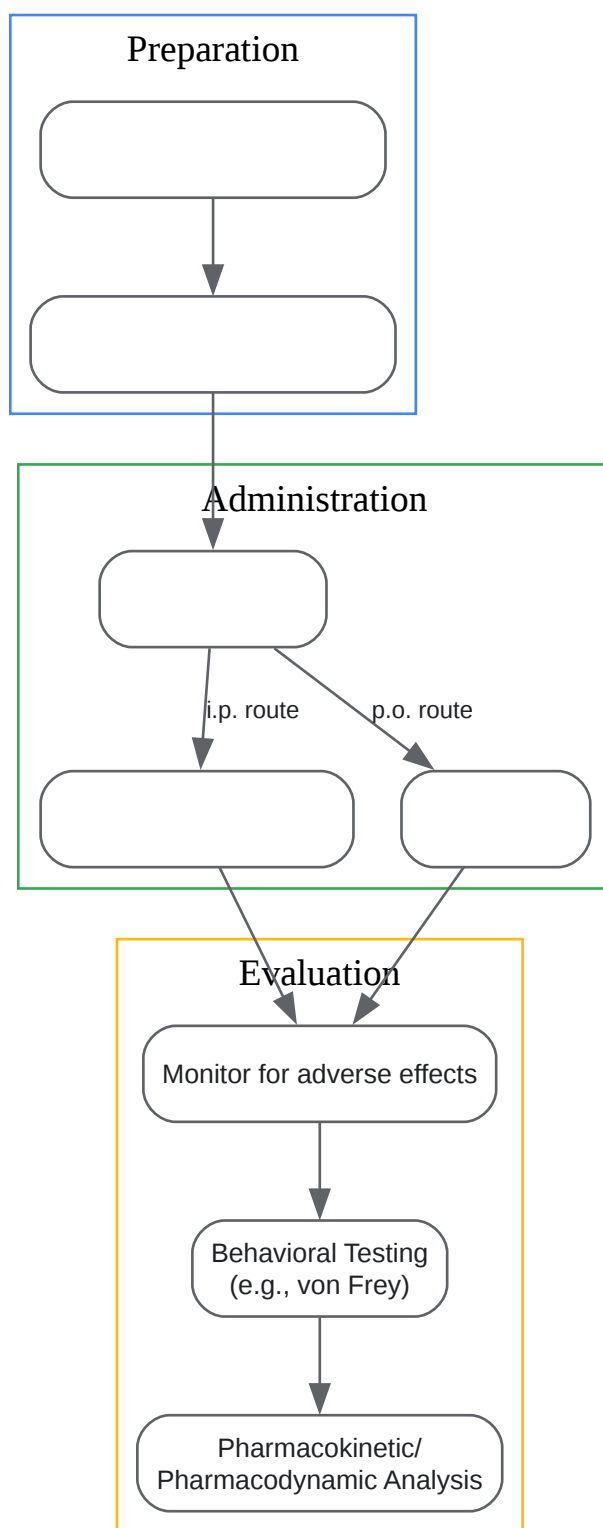 Preparation
Administration
i.p. route
p.o. route
Evaluation
Monitor for adverse effects
Behavioral Testing
(e.g., von Frey)
Pharmacokinetic/
Pharmacodynamic Analysis